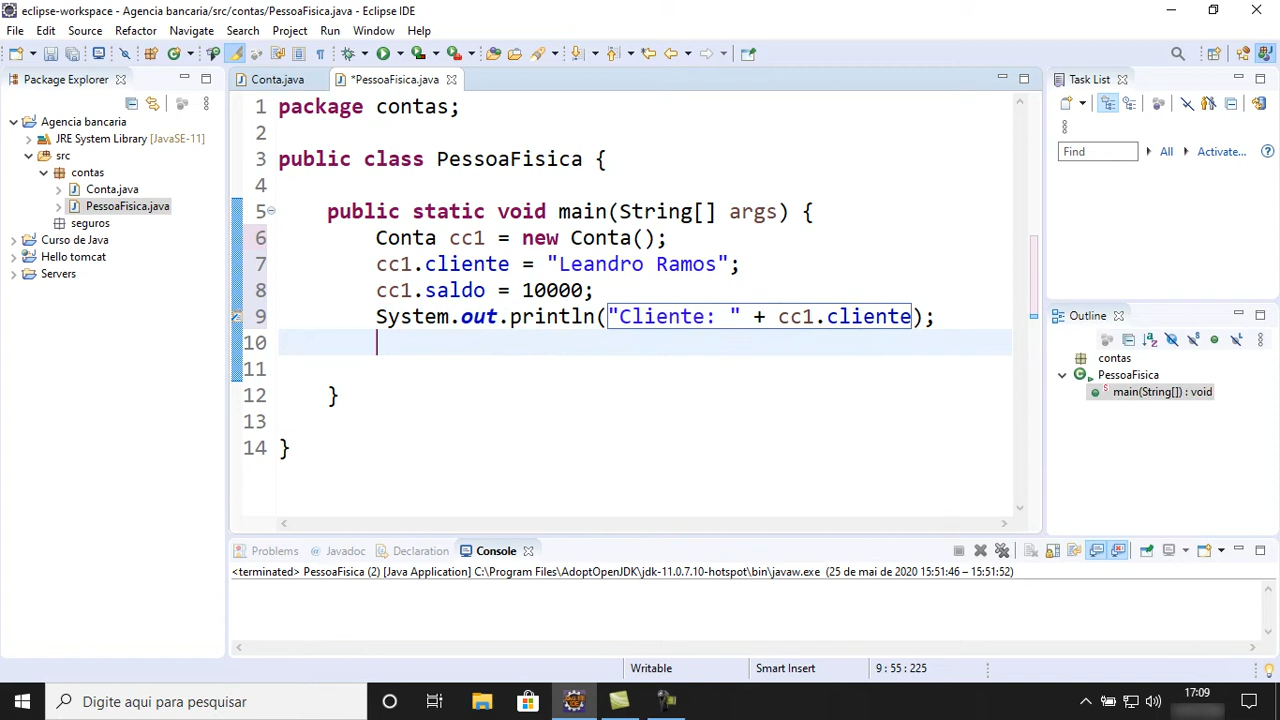 eclipse-workspace - Agencia bancaria/src/contas/PessoaFisica.java - Eclipse IDE
File Edit Source Refactor Navigate Search Project Run Window Help
Package Explorer
Agencia bancaria
JRE System Library [JavaSE-11]
src
contas
Conta.java
PessoaFisica.java
seguros
Curso de Java
Hello tomcat
Servers
Conta.java *PessoaFisica.java
1 package contas;
2
3 public class PessoaFisica {
4
5 public static void main(String[] args) {
6 Conta cc1 = new Conta();
7 cc1.cliente = "Leandro Ramos";
8 cc1.saldo = 10000;
9 System.out.println("Cliente: " + cc1.cliente);
10
11
12 }
13
14 }
Task List
Find All Activate...
Outline
contas
PessoaFisica
main(String[]) : void
Problems Javadoc Declaration Console
<terminated> PessoaFisica (2) [Java Application] C:\Program Files\AdoptOpenJDK\jdk-11.0.7.10-hotspot\bin\javaw.exe (25 de mai de 2020 15:51:46 – 15:51:52)
Writable Smart Insert 9 : 55 : 225
Digite aqui para pesquisar
17:09